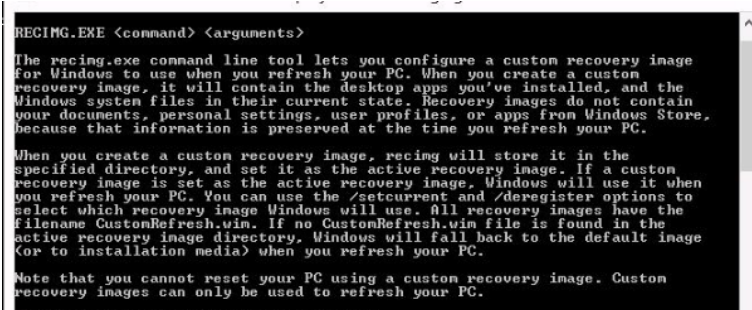 RECIMG.EXE <command> <arguments>
The recimg.exe command line tool lets you configure a custom recovery image
for Windows to use when you refresh your PC. When you create a custom
recovery image, it will contain the desktop apps you've installed, and the
Windows system files in their current state. Recovery images do not contain
your documents, personal settings, user profiles, or apps from Windows Store,
because that information is preserved at the time you refresh your PC.
When you create a custom recovery image, recimg will store it in the
specified directory, and set it as the active recovery image. If a custom
recovery image is set as the active recovery image, Windows will use it when
you refresh your PC. You can use the /setcurrent and /deregister options to
select which recovery image Windows will use. All recovery images have the
filename CustomRefresh.wim. If no CustomRefresh.wim file is found in the
active recovery image directory, Windows will fall back to the default image
(or to installation media) when you refresh your PC.
Note that you cannot reset your PC using a custom recovery image. Custom
recovery images can only be used to refresh your PC.